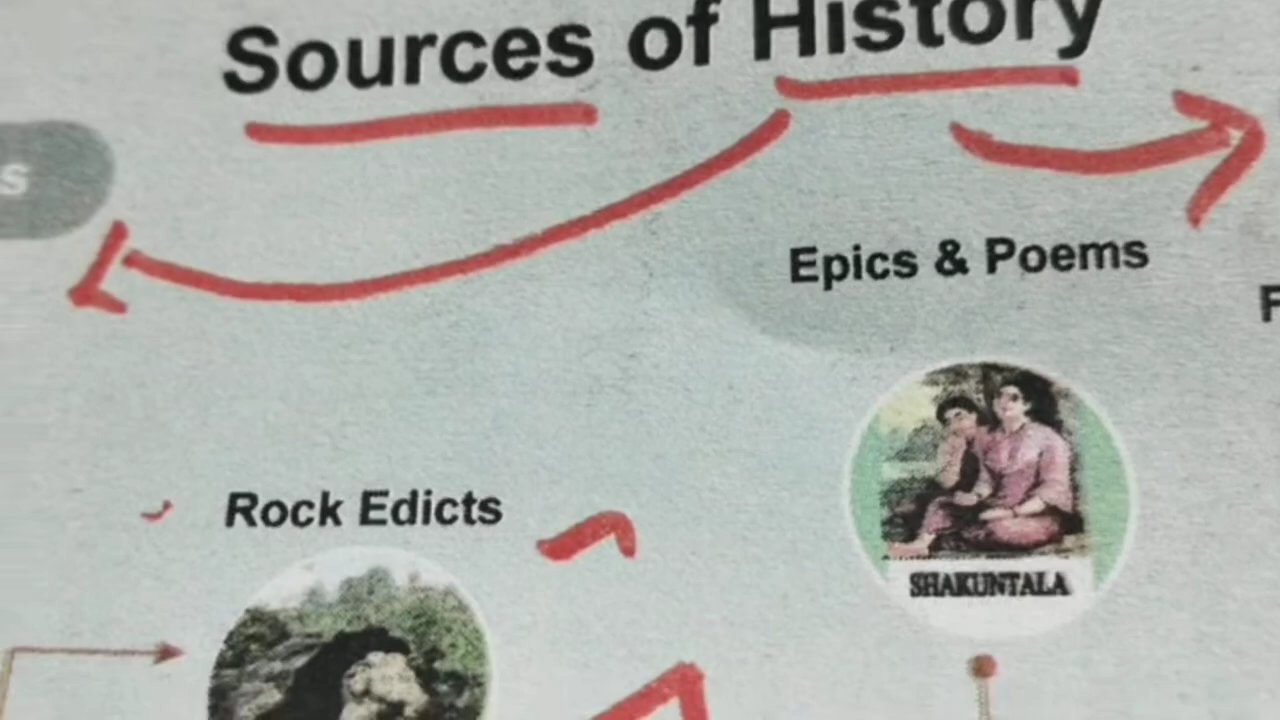 Sources of History
s
Epics & Poems
F
Rock Edicts
SHAKUNTALA